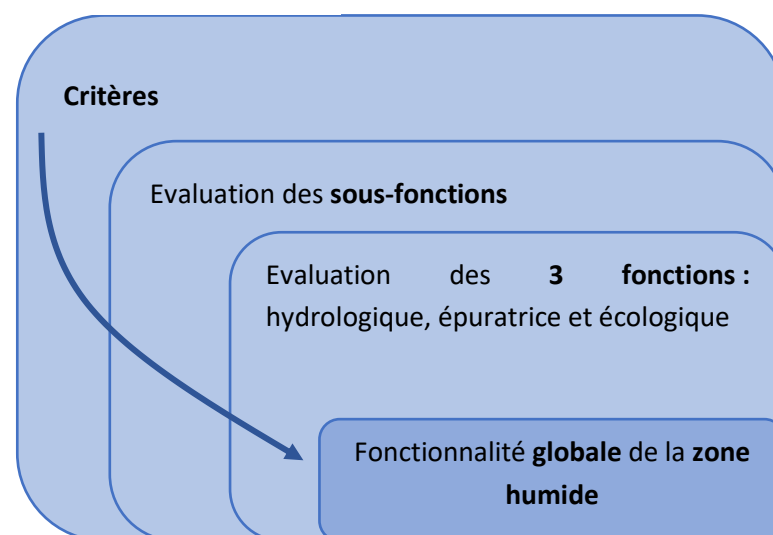 Critères
Evaluation des sous-fonctions
Evaluation des 3 fonctions :
hydrologique, épuratrice et écologique
Fonctionnalité globale de la zone
humide